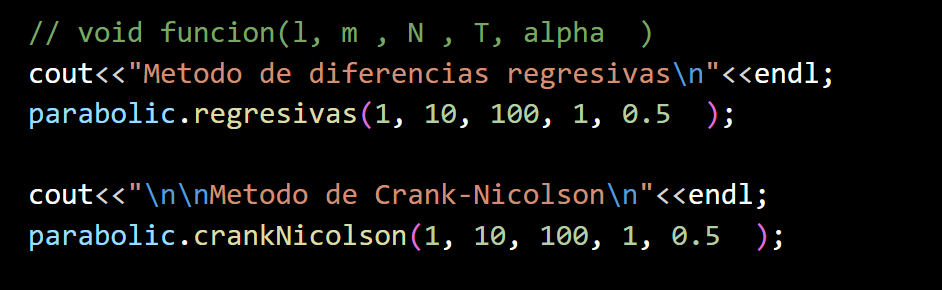 // void funcion(l, m , N , T, alpha  )
cout<<"Metodo de diferencias regresivas\n"<<endl;
parabolic.regresivas(1, 10, 100, 1, 0.5  );
cout<<"\n\nMetodo de Crank-Nicolson\n"<<endl;
parabolic.crankNicolson(1, 10, 100, 1, 0.5  );